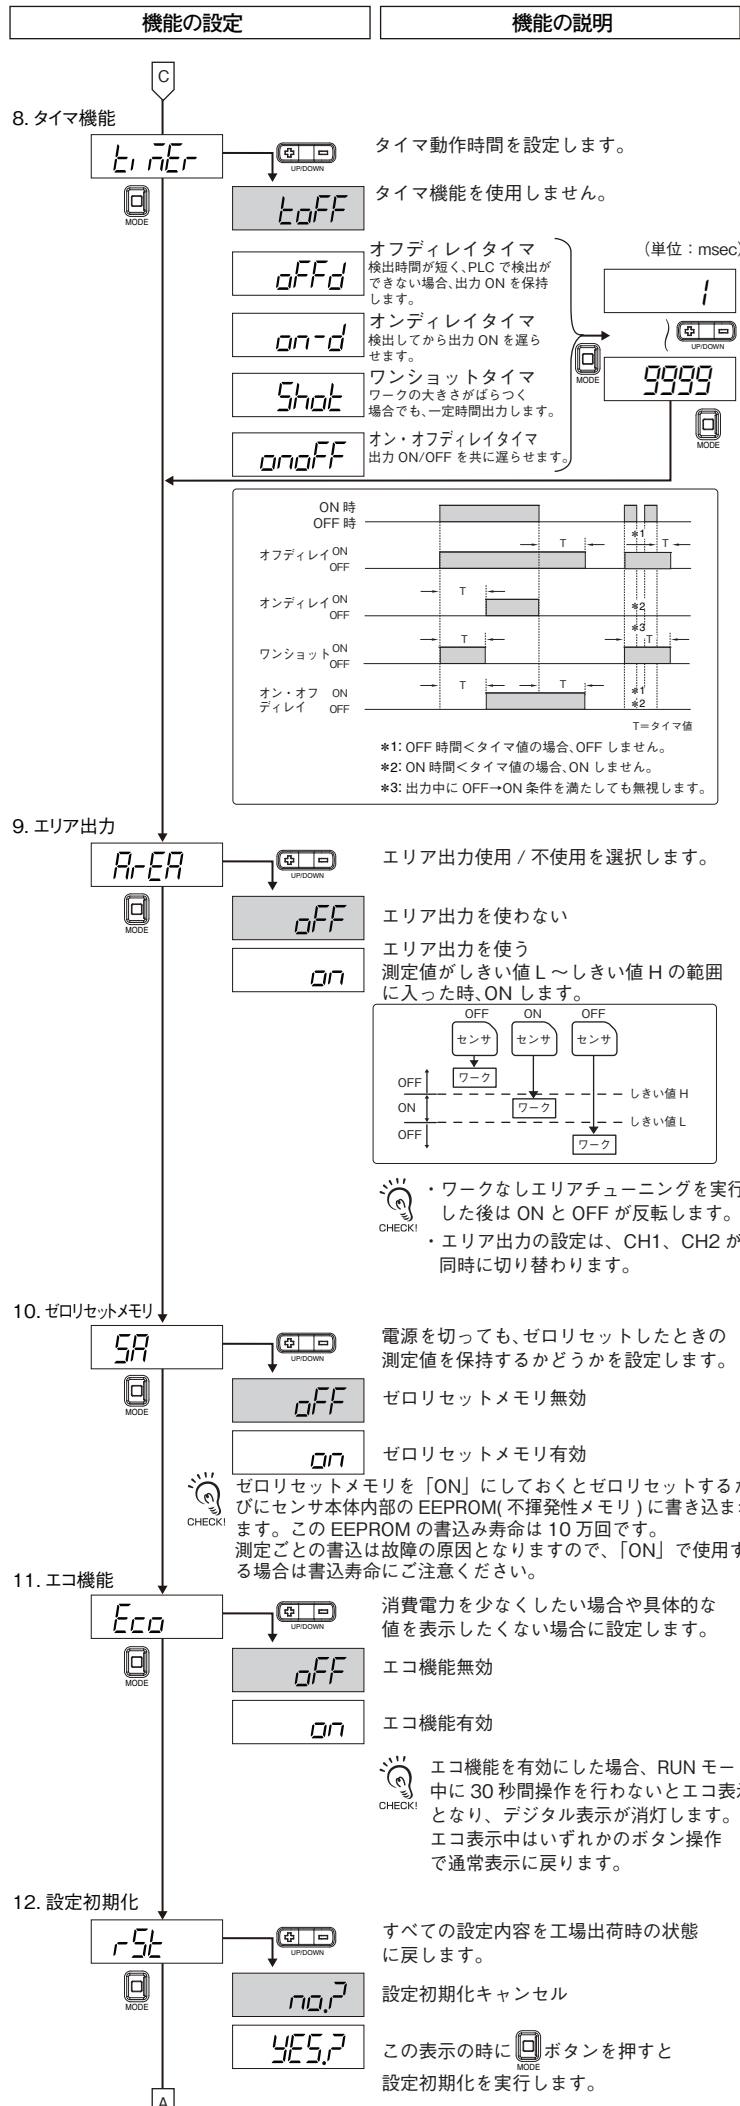 機能の設定
機能の説明
C
8. タイマ機能
tiMEr
UP/DOWN
MODE
タイマ動作時間を設定します。
toFF
タイマ機能を使用しません。
oFFd
オフディレイタイマ
検出時間が短く、PLC で検出が
できない場合、出力 ON を保持
します。
on-d
オンディレイタイマ
検出してから出力 ON を遅ら
せます。
Shot
ワンショットタイマ
ワークの大きさがばらつく
場合でも、一定時間出力します。
onoFF
オン・オフディレイタイマ
出力 ON/OFF を共に遅らせます。
(単位：msec)
1
UP/DOWN
MODE
9999
MODE
ON 時
OFF 時
オフディレイ ON
OFF
T
*1
T
オンディレイ ON
OFF
T
*2
*3
ワンショット ON
OFF
T
T
オン・オフ ON
ディレイ OFF
T
T
*1
*2
T＝タイマ値
*1: OFF 時間＜タイマ値の場合、OFF しません。
*2: ON 時間＜タイマ値の場合、ON しません。
*3: 出力中に OFF→ON 条件を満たしても無視します。
9. エリア出力
ArEA
UP/DOWN
MODE
エリア出力使用 / 不使用を選択します。
oFF
エリア出力を使わない
on
エリア出力を使う
測定値がしきい値 L ～しきい値 H の範囲
に入った時、ON します。
OFF ON OFF
センサ センサ センサ
ワーク
OFF
しきい値 H
ON
ワーク
しきい値 L
OFF
ワーク
CHECK!
・ワークなしエリアチューニングを実行
した後は ON と OFF が反転します。
・エリア出力の設定は、CH1、CH2 が
同時に切り替わります。
10. ゼロリセットメモリ
SA
UP/DOWN
MODE
電源を切っても、ゼロリセットしたときの
測定値を保持するかどうかを設定します。
oFF
ゼロリセットメモリ無効
on
ゼロリセットメモリ有効
CHECK!
ゼロリセットメモリを「ON」にしておくとゼロリセットするた
びにセンサ本体内部の EEPROM( 不揮発性メモリ ) に書き込まれ
ます。この EEPROM の書込み寿命は 10 万回です。
測定ごとの書込は故障の原因となりますので、「ON」で使用す
る場合は書込寿命にご注意ください。
11. エコ機能
Eco
UP/DOWN
MODE
消費電力を少なくしたい場合や具体的な
値を表示したくない場合に設定します。
oFF
エコ機能無効
on
エコ機能有効
CHECK!
エコ機能を有効にした場合、RUN モー
中に 30 秒間操作を行わないとエコ表示
となり、デジタル表示が消灯します。
エコ表示中はいずれかのボタン操作
で通常表示に戻ります。
12. 設定初期化
rSt
UP/DOWN
MODE
すべての設定内容を工場出荷時の状態
に戻します。
no.?
設定初期化キャンセル
YES.?
この表示の時に MODE ボタンを押すと
設定初期化を実行します。
A